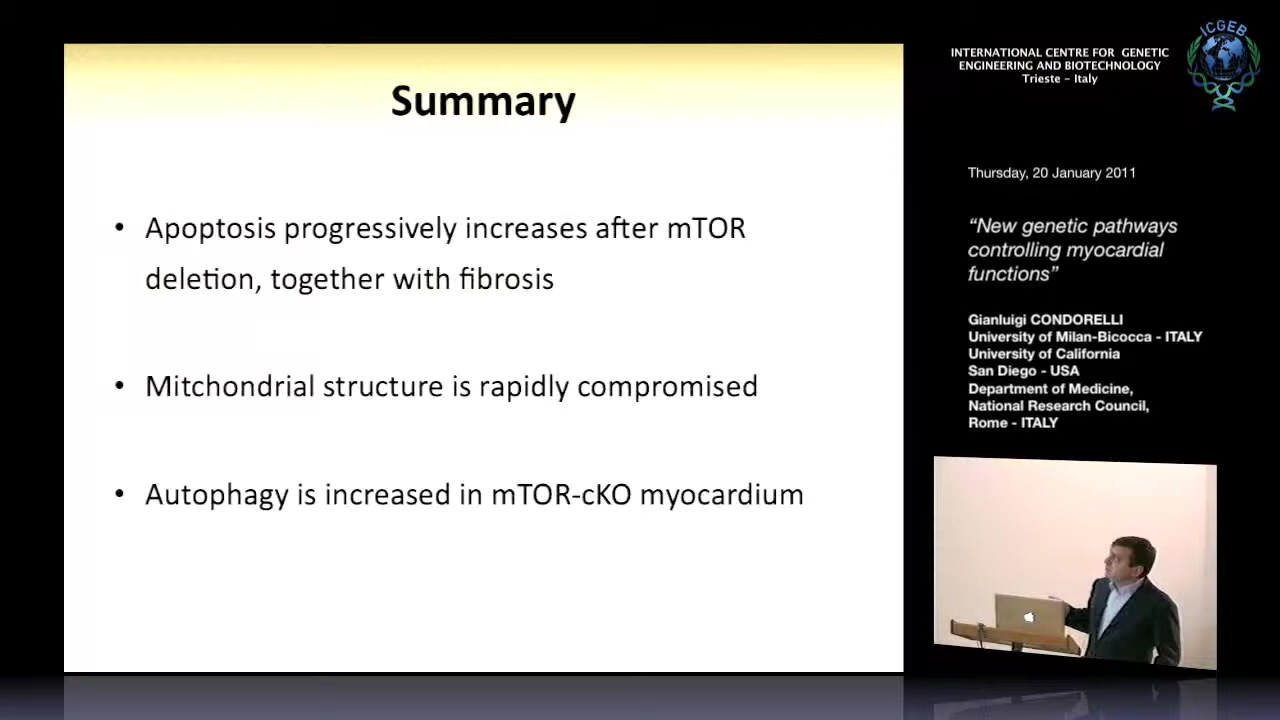 Summary
• Apoptosis progressively increases after mTOR
deletion, together with fibrosis
• Mitchondrial structure is rapidly compromised
• Autophagy is increased in mTOR-cKO myocardium
ICGEB
INTERNATIONAL CENTRE FOR GENETIC
ENGINEERING AND BIOTECHNOLOGY
Trieste - Italy
Thursday, 20 January 2011
“New genetic pathways
controlling myocardial
functions”
Gianluigi CONDORELLI
University of Milan-Bicocca - ITALY
University of California
San Diego - USA
Department of Medicine,
National Research Council,
Rome - ITALY